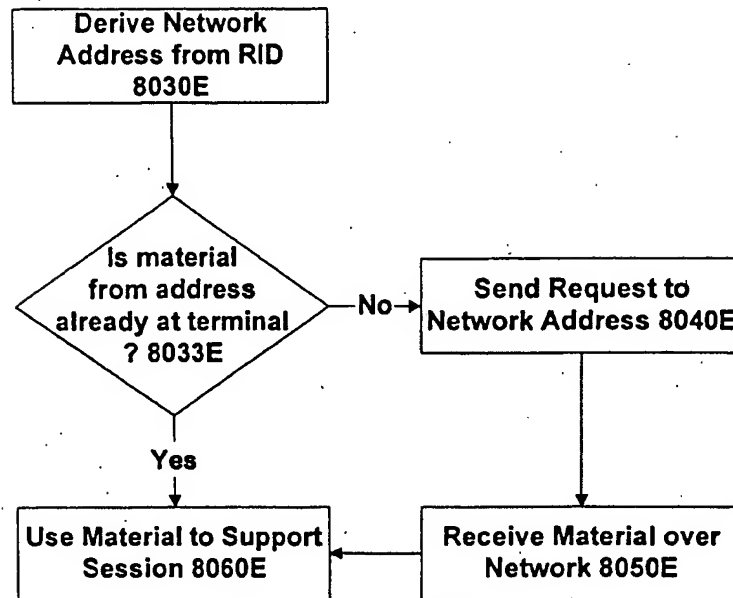 Derive Network
Address from RID
8030E
Is material
from address
already at terminal
? 8033E
No
Send Request to
Network Address 8040E
Yes
Use Material to Support
Session 8060E
Receive Material over
Network 8050E